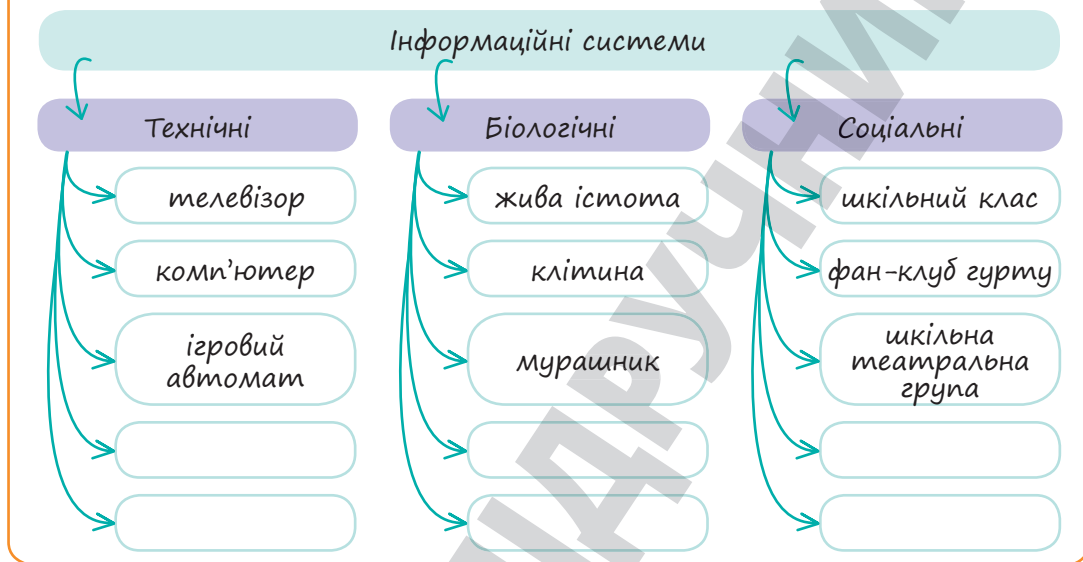 Інформаційні системи
Технічні
телевізор
комп'ютер
ігровий
автомат
Біологічні
жива істота
клітина
мурашник
Соціальні
шкільний клас
фан-клуб гурту
шкільна
театральна
група